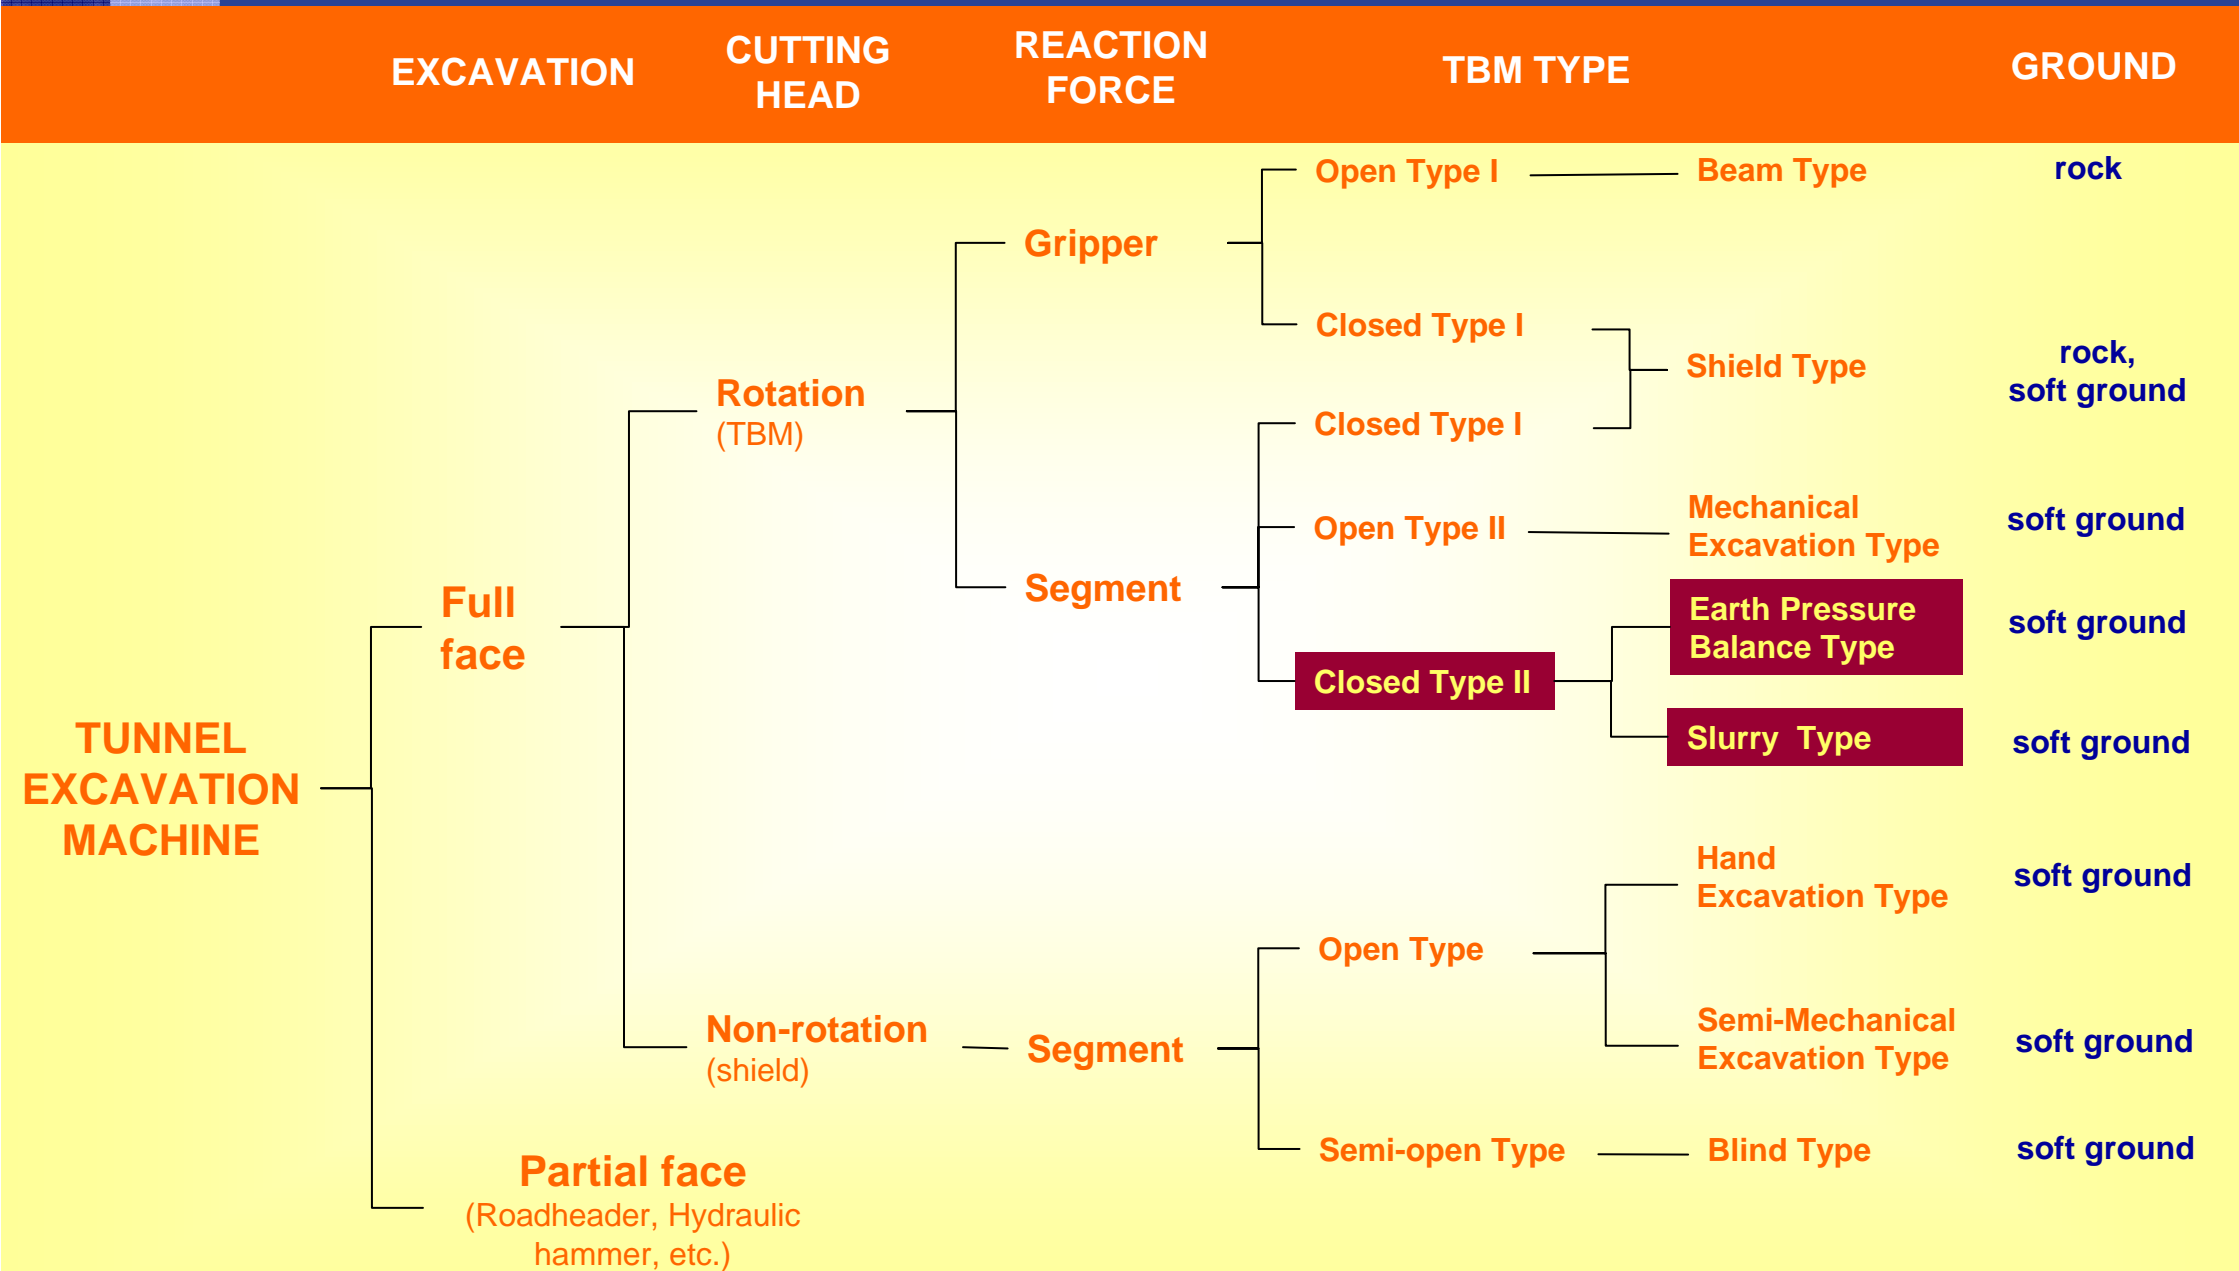 EXCAVATION
CUTTING
HEAD
REACTION
FORCE
TBM TYPE
GROUND
Open Type I
Beam Type
rock
Gripper
Closed Type I
Shield Type
rock,
soft ground
Rotation
(TBM)
Closed Type I
Open Type II
Mechanical
Excavation Type
soft ground
Full
face
Segment
Earth Pressure
Balance Type
soft ground
Closed Type II
Slurry Type
soft ground
TUNNEL
EXCAVATION
MACHINE
Hand
Excavation Type
soft ground
Open Type
Non-rotation
(shield)
Segment
Semi-Mechanical
Excavation Type
soft ground
Semi-open Type
Blind Type
soft ground
Partial face
(Roadheader, Hydraulic
hammer, etc.)